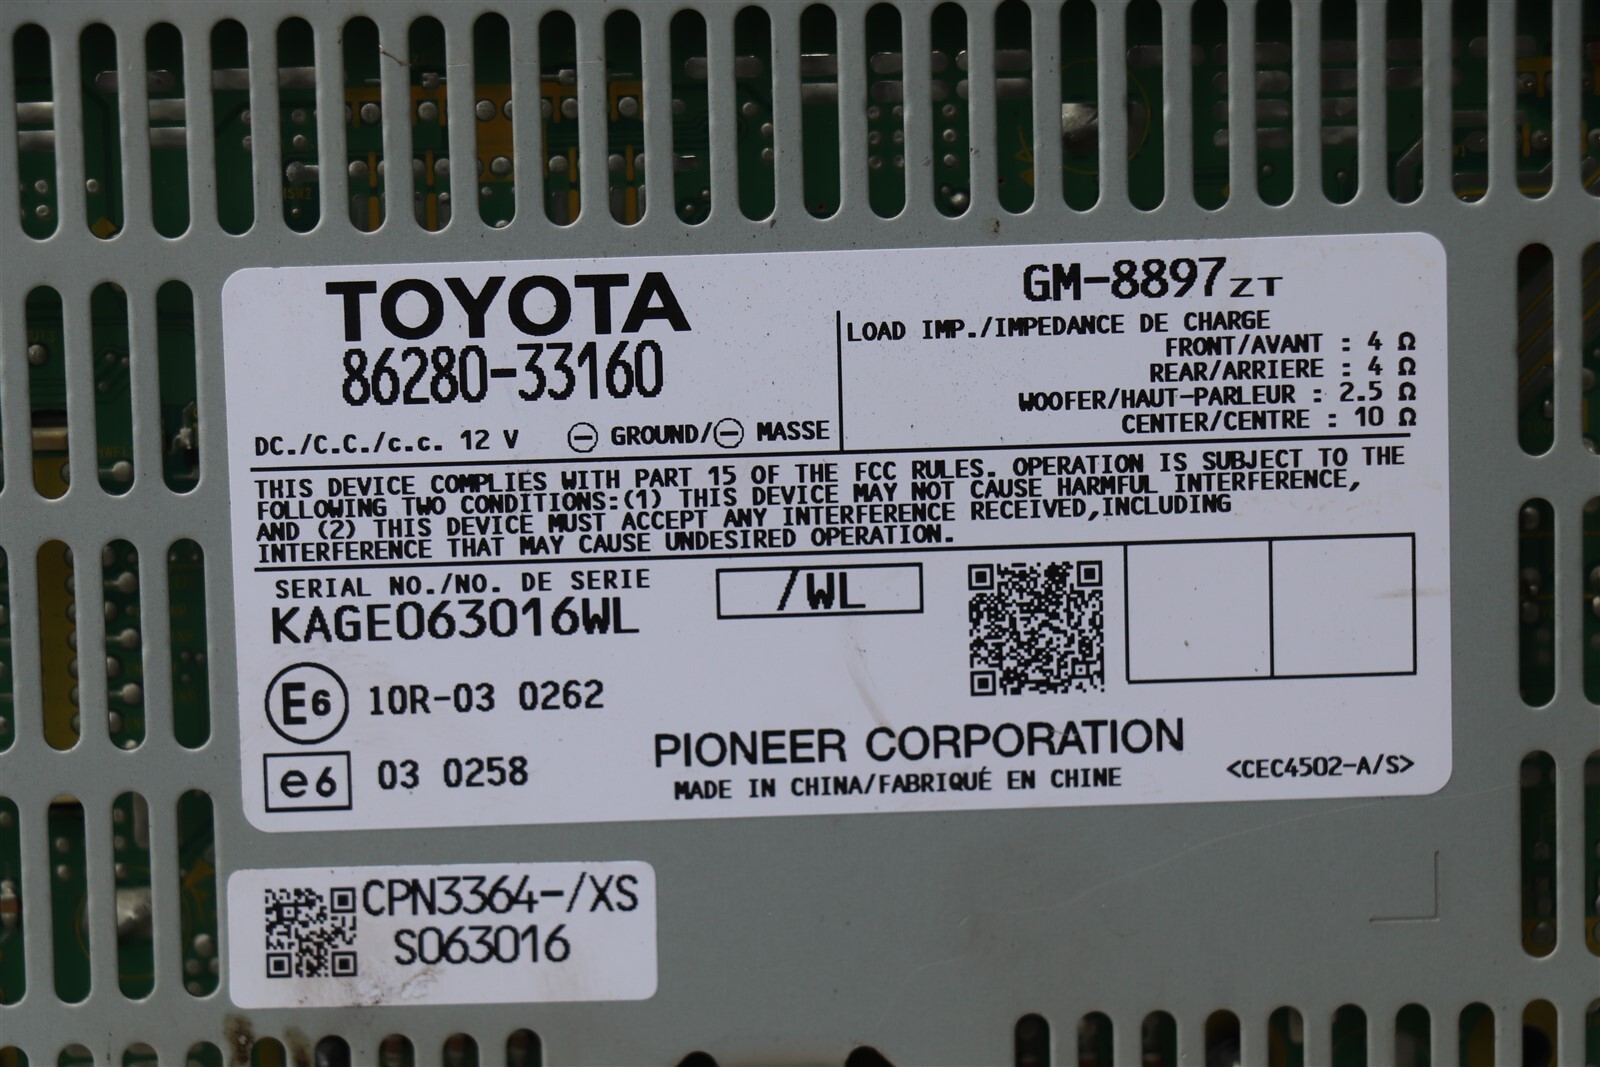 TOYOTA
86280-33160
DC./C.C./c.c. 12 V ⊖ GROUND/⊖ MASSE
GM-8897ZT
LOAD IMP./IMPEDANCE DE CHARGE
FRONT/AVANT : 4 Ω
REAR/ARRIERE : 4 Ω
WOOFER/HAUT-PARLEUR : 2.5 Ω
CENTER/CENTRE : 10 Ω
THIS DEVICE COMPLIES WITH PART 15 OF THE FCC RULES. OPERATION IS SUBJECT TO THE
FOLLOWING TWO CONDITIONS:(1) THIS DEVICE MAY NOT CAUSE HARMFUL INTERFERENCE,
AND (2) THIS DEVICE MUST ACCEPT ANY INTERFERENCE RECEIVED,INCLUDING
INTERFERENCE THAT MAY CAUSE UNDESIRED OPERATION.
SERIAL NO./NO. DE SERIE
KAGE063016WL
/WL
E6 10R-03 0262
e6 03 0258
PIONEER CORPORATION
MADE IN CHINA/FABRIQUÉ EN CHINE
<CEC4502-A/S>
CPN3364-/XS
S063016